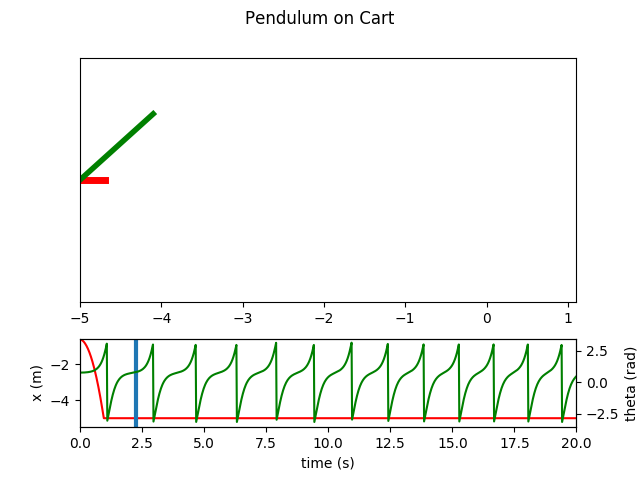 Pendulum on Cart
−5 −4 −3 −2 −1 0 1
−2
−4
x (m)
2.5
0.0
−2.5
theta (rad)
0.0 2.5 5.0 7.5 10.0 12.5 15.0 17.5 20.0
time (s)